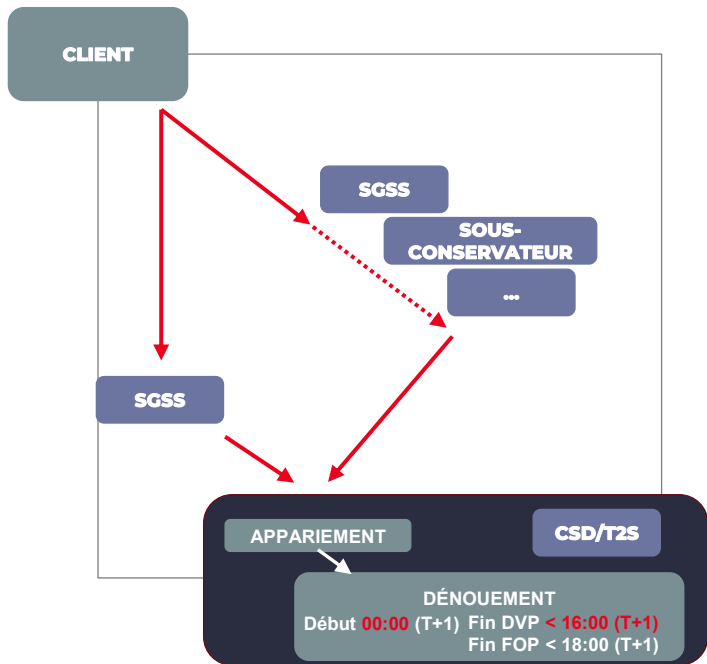 CLIENT
SGSS
SOUS-
CONSERVATEUR
...
SGSS
APPARIEMENT
CSD/T2S
DÉNOUEMENT
Début 00:00 (T+1) Fin DVP < 16:00 (T+1)
Fin FOP < 18:00 (T+1)